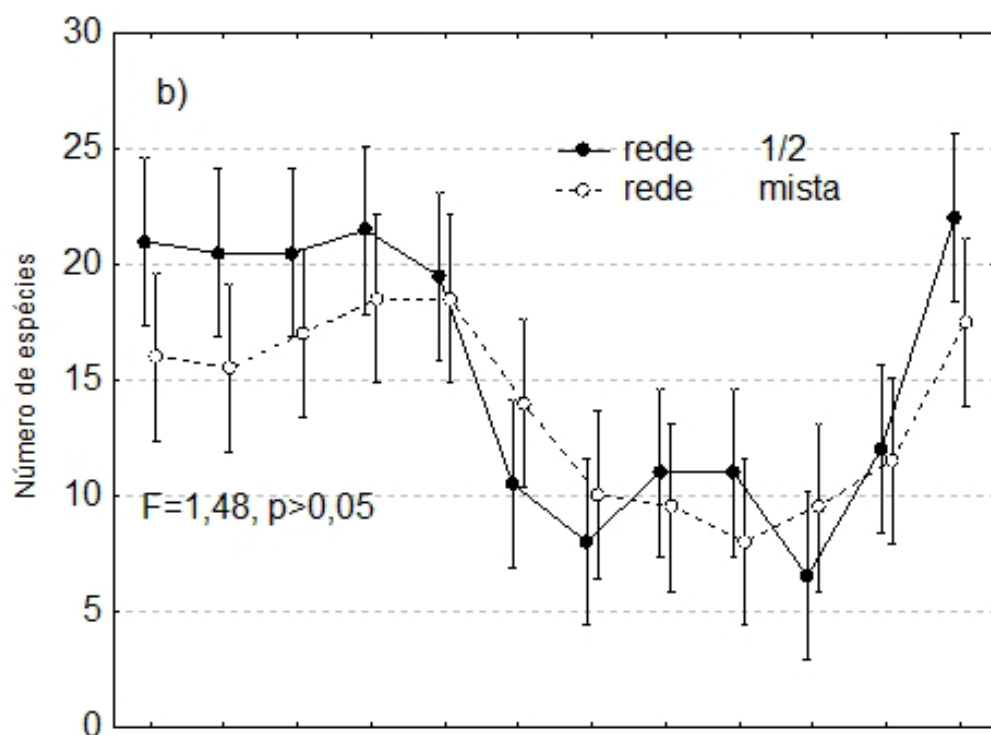 30
b)
25
rede 1/2
rede mista
20
Número de espécies
15
10
F=1,48, p>0,05
5
0